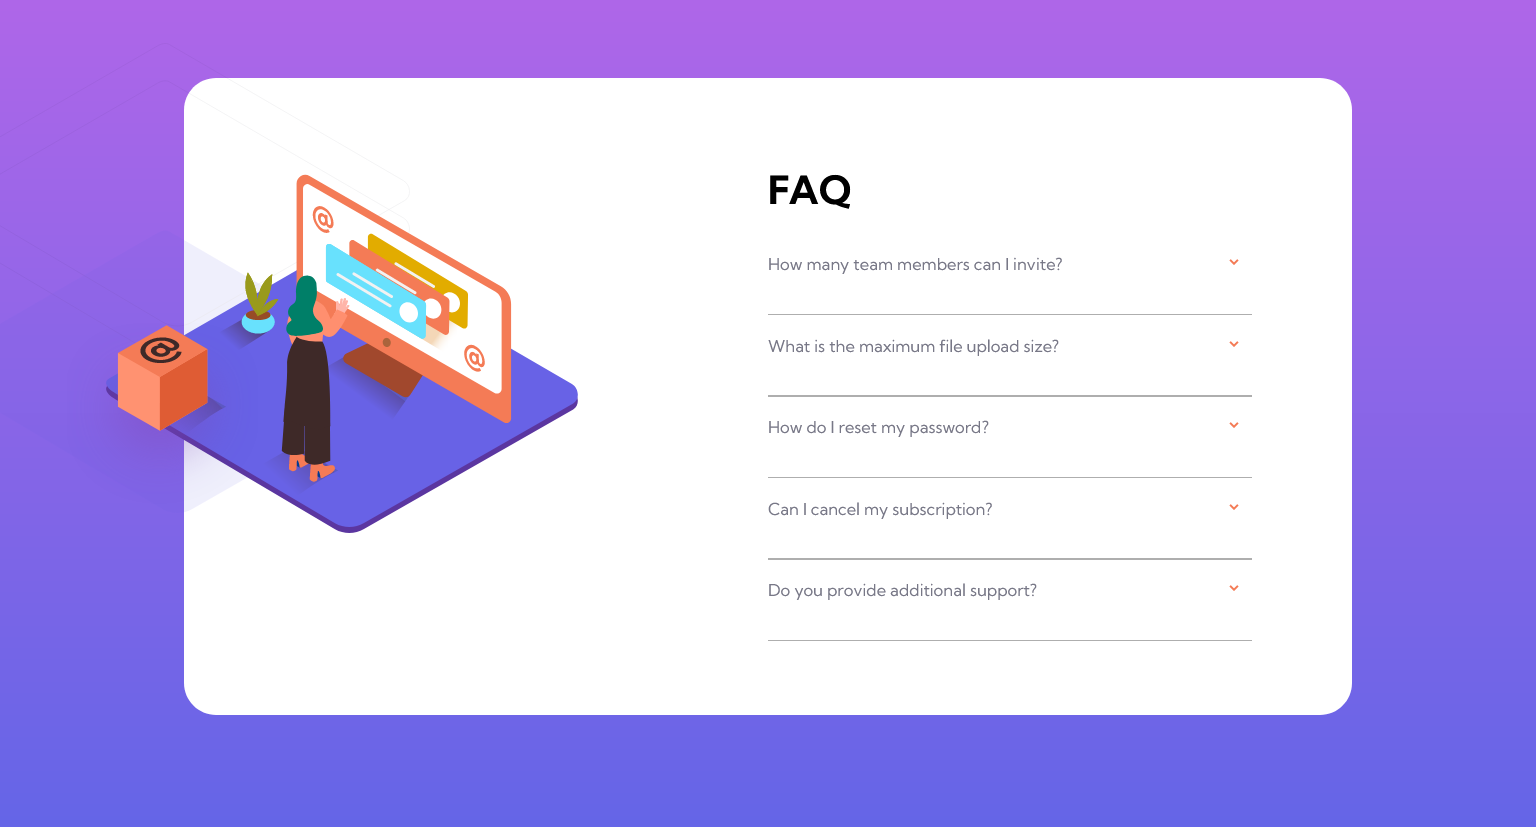 FAQ
How many team members can I invite?
What is the maximum file upload size?
How do I reset my password?
Can I cancel my subscription?
Do you provide additional support?
@
@
@